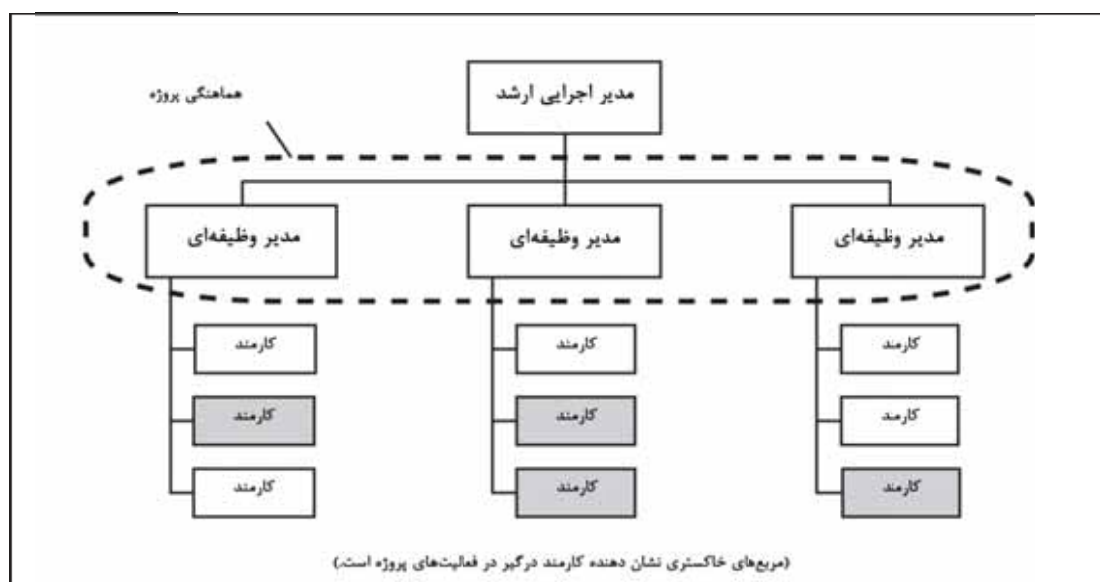 مدیر اجرایی ارشد
هماهنگی پروژه
مدیر وظیفه‌ای
مدیر وظیفه‌ای
مدیر وظیفه‌ای
کارمند
کارمند
کارمند
کارمند
کارمند
کارمند
کارمند
کارمند
کارمند
(مربع‌های خاکستری نشان دهنده کارمند درگیر در فعالیت‌های پروژه است.)